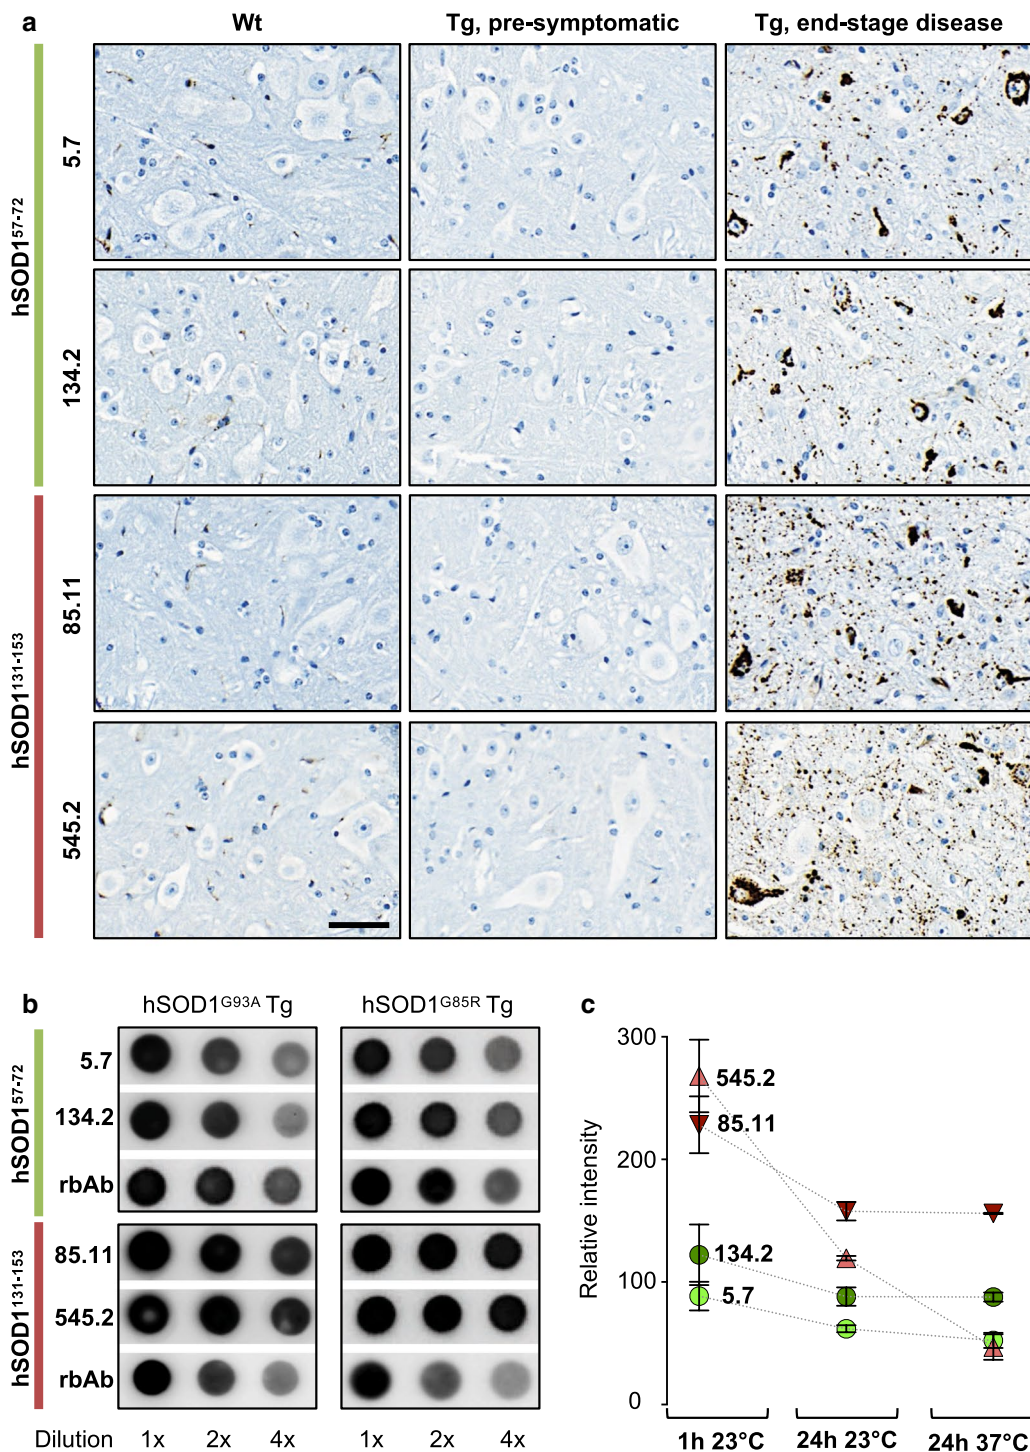 a
Wt Tg, pre-symptomatic Tg, end-stage disease
hSOD1⁵⁷⁻⁷²
5.7
134.2
hSOD1¹³¹⁻¹⁵³
85.11
545.2
b
hSOD1ᴳ⁹³ᴬ Tg hSOD1ᴳ⁸⁵ᴿ Tg
hSOD1⁵⁷⁻⁷²
5.7
134.2
rbAb
hSOD1¹³¹⁻¹⁵³
85.11
545.2
rbAb
Dilution 1x 2x 4x 1x 2x 4x
c
Relative intensity
300
200
100
0
545.2
85.11
134.2
5.7
1h 23°C 24h 23°C 24h 37°C